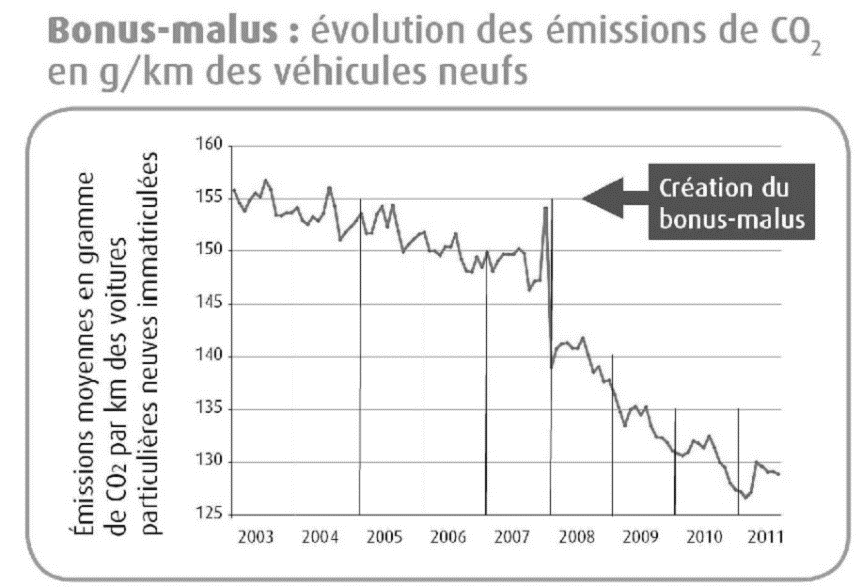 Bonus-malus : évolution des émissions de CO₂
en g/km des véhicules neufs
Émissions moyennes en gramme
de CO2 par km des voitures
particulières neuves immatriculées
160
155
150
145
140
135
130
125
Création du
bonus-malus
2003 2004 2005 2006 2007 2008 2009 2010 2011